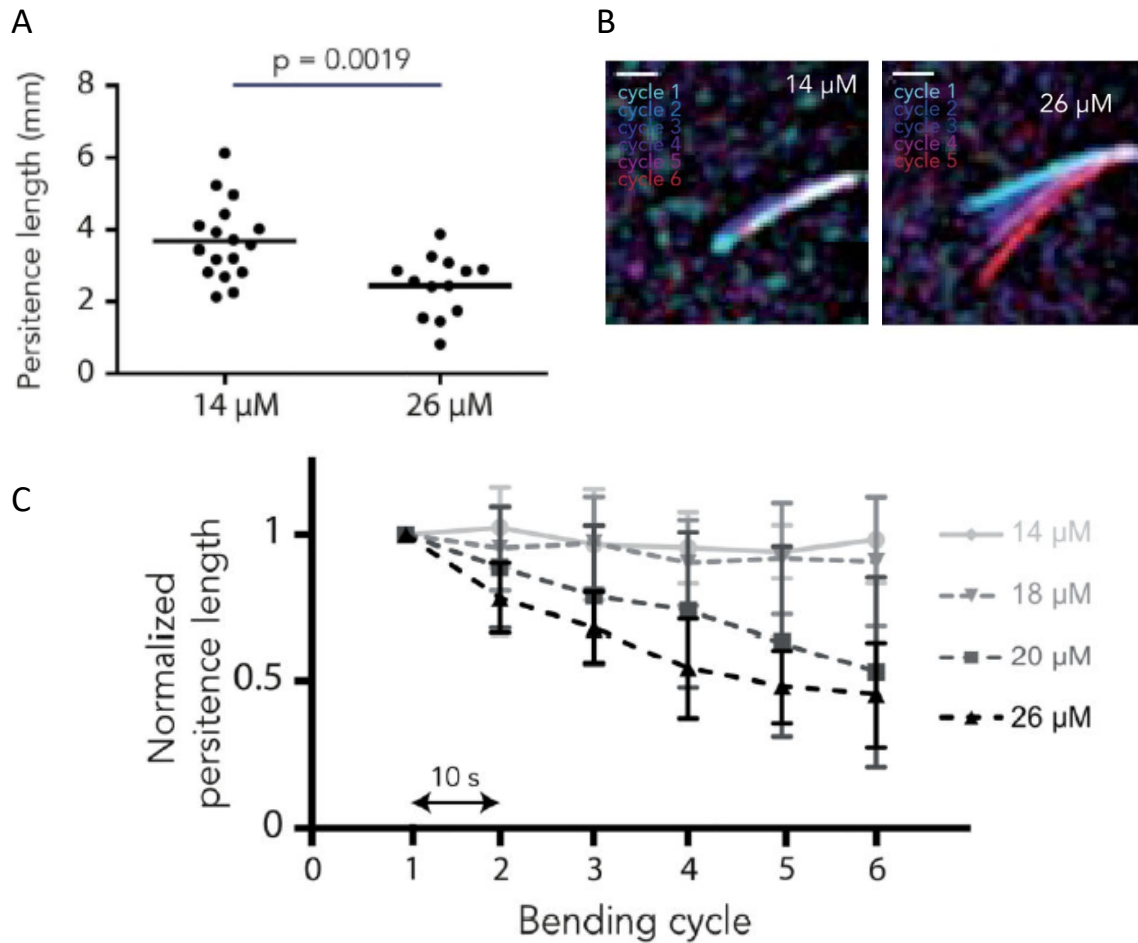 A
p = 0.0019
Persitence length (mm)
8
6
4
2
0
14 μM
26 μM
B
cycle 1
cycle 2
cycle 3
cycle 4
cycle 5
cycle 6
14 μM
cycle 1
cycle 2
cycle 3
cycle 4
cycle 5
26 μM
C
Normalized
persitence length
1
0.5
0
10 s
0 1 2 3 4 5 6
Bending cycle
14 μM
18 μM
20 μM
26 μM